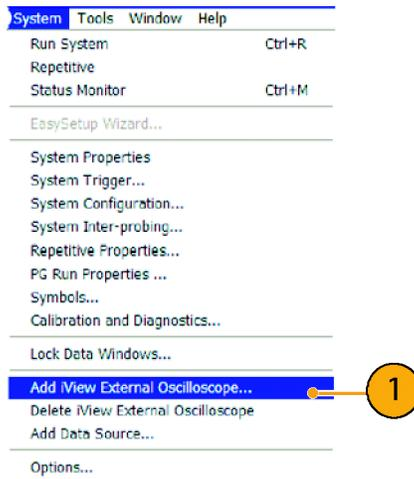 System Tools Window Help
Run System Ctrl+R
Repetitive
Status Monitor Ctrl+M
EasySetup Wizard...
System Properties
System Trigger...
System Configuration...
System Inter-probing...
Repetitive Properties...
PG Run Properties ...
Symbols...
Calibration and Diagnostics...
Lock Data Windows...
Add iView External Oscilloscope... 1
Delete iView External Oscilloscope
Add Data Source...
Options...